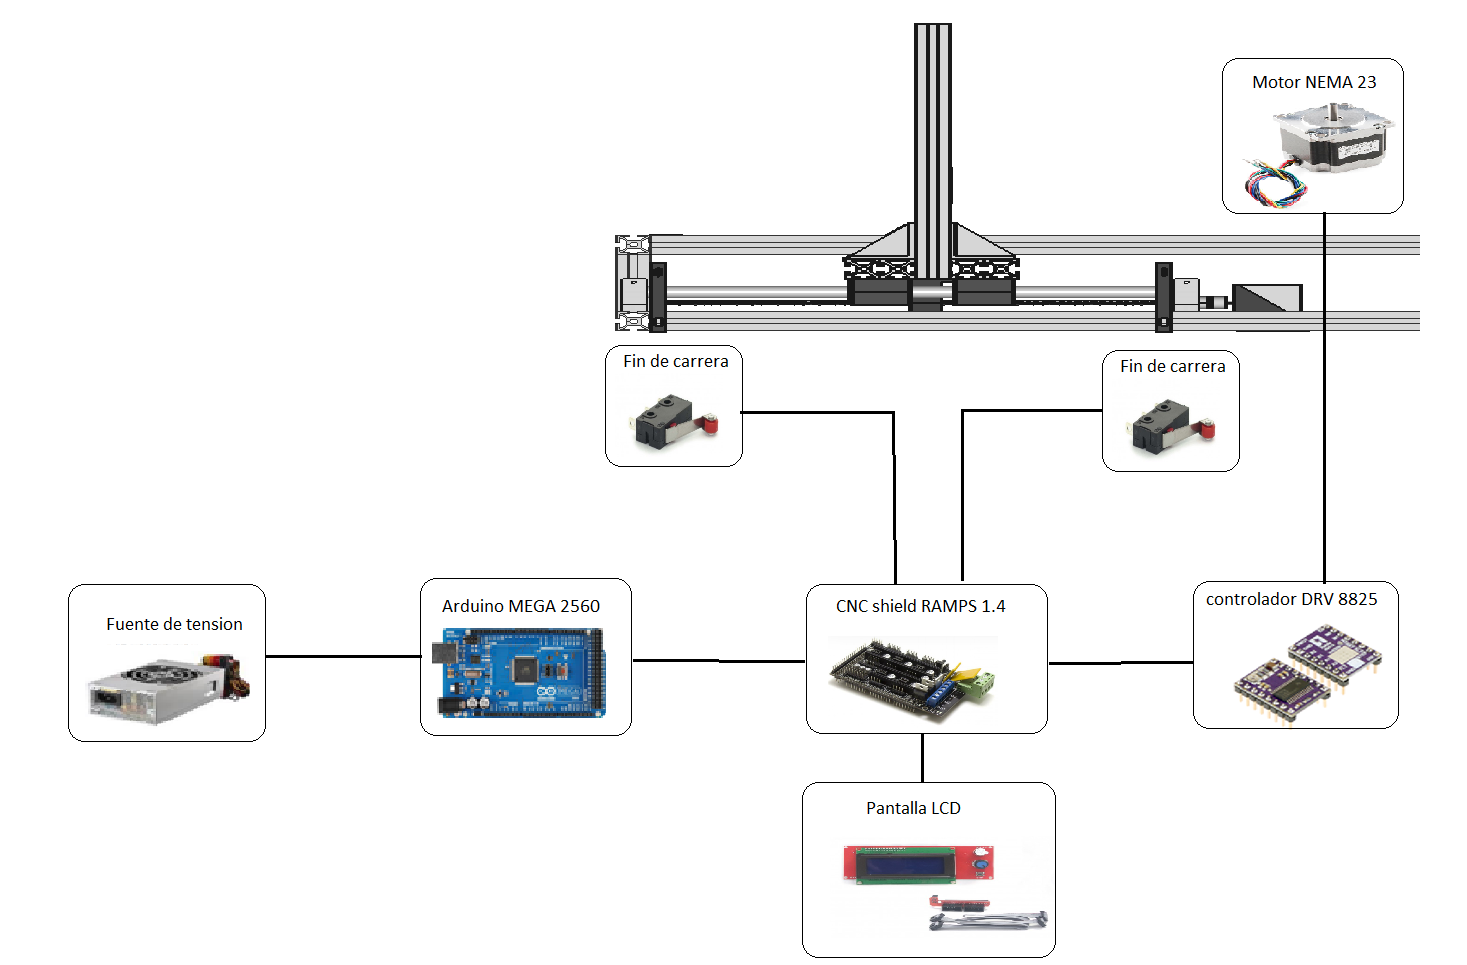 Motor NEMA 23
Fin de carrera
Fin de carrera
Fuente de tension
Arduino MEGA 2560
CNC shield RAMPS 1.4
controlador DRV 8825
Pantalla LCD